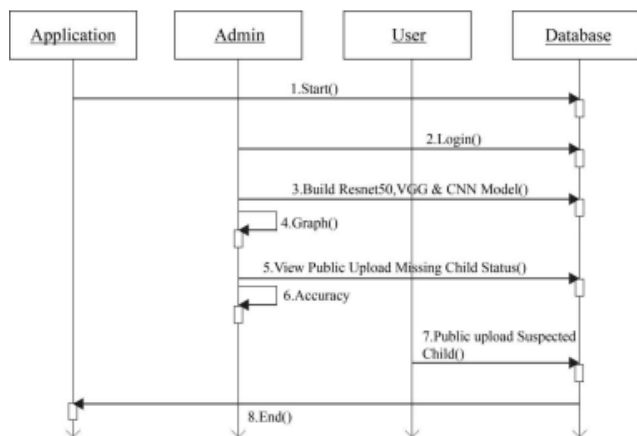 Application
Admin
User
Database
1.Start()
2.Login()
3.Build Resnet50,VGG & CNN Model()
4.Graph()
5.View Public Upload Missing Child Status()
6.Accuracy
7.Public upload Suspected
Child()
8.End()